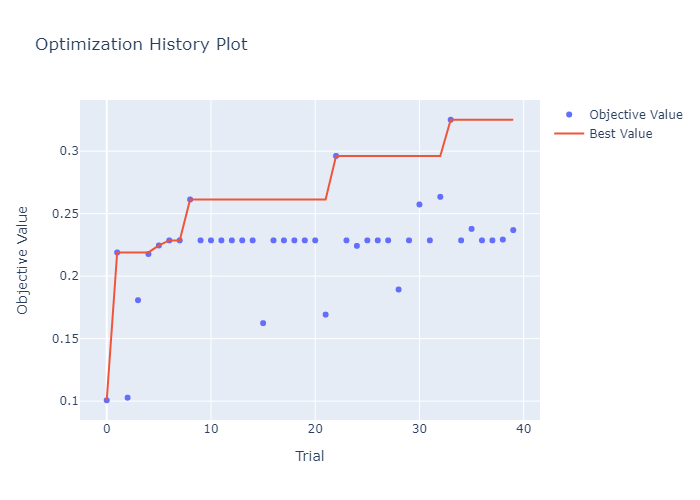 Optimization History Plot
Objective Value
Best Value
0.3
0.25
0.2
0.15
0.1
Objective Value
0
10
20
30
40
Trial